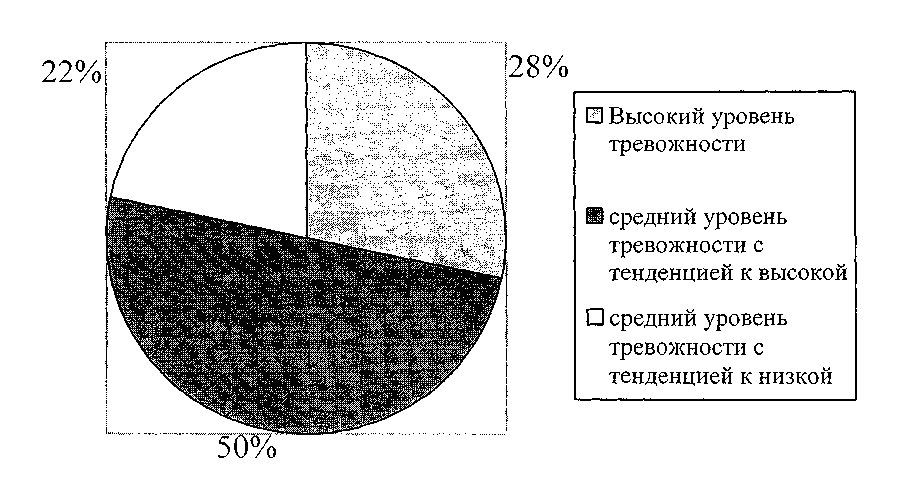 22%
28%
50%
Высокий уровень
тревожности
средний уровень
тревожности с
тенденцией к высокой
средний уровень
тревожности с
тенденцией к низкой